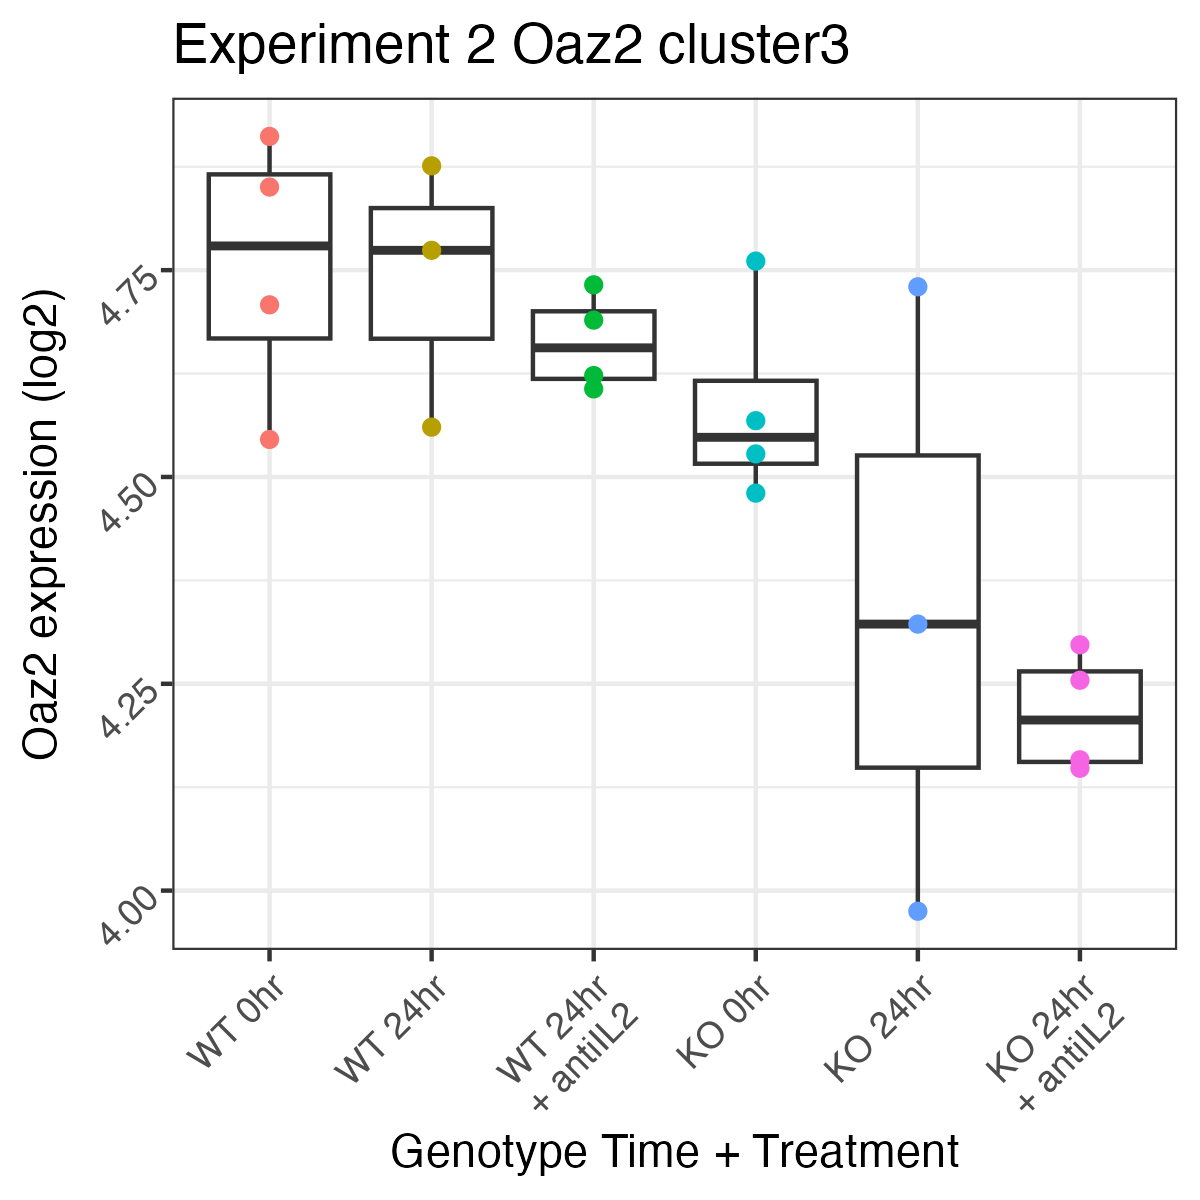 Experiment 2 Oaz2 cluster3
Oaz2 expression (log2)
4.75
4.50
4.25
4.00
WT 0hr
WT 24hr
WT 24hr
+ antiIL2
KO 0hr
KO 24hr
KO 24hr
+ antiIL2
Genotype Time + Treatment